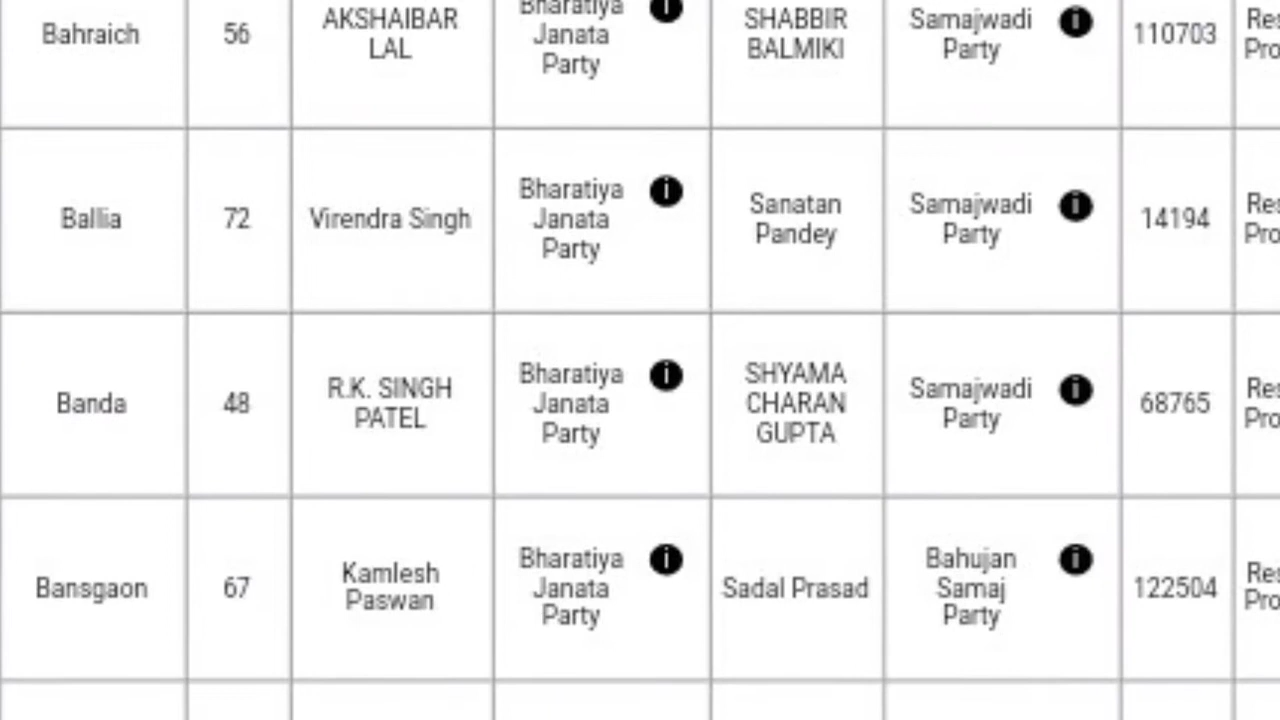 Bahraich 56 AKSHAIBAR LAL Bharatiya Janata Party i SHABBIR BALMIKI Samajwadi Party i 110703
Ballia 72 Virendra Singh Bharatiya Janata Party i Sanatan Pandey Samajwadi Party i 14194
Banda 48 R.K. SINGH PATEL Bharatiya Janata Party i SHYAMA CHARAN GUPTA Samajwadi Party i 68765
Bansgaon 67 Kamlesh Paswan Bharatiya Janata Party i Sadal Prasad Bahujan Samaj Party i 122504